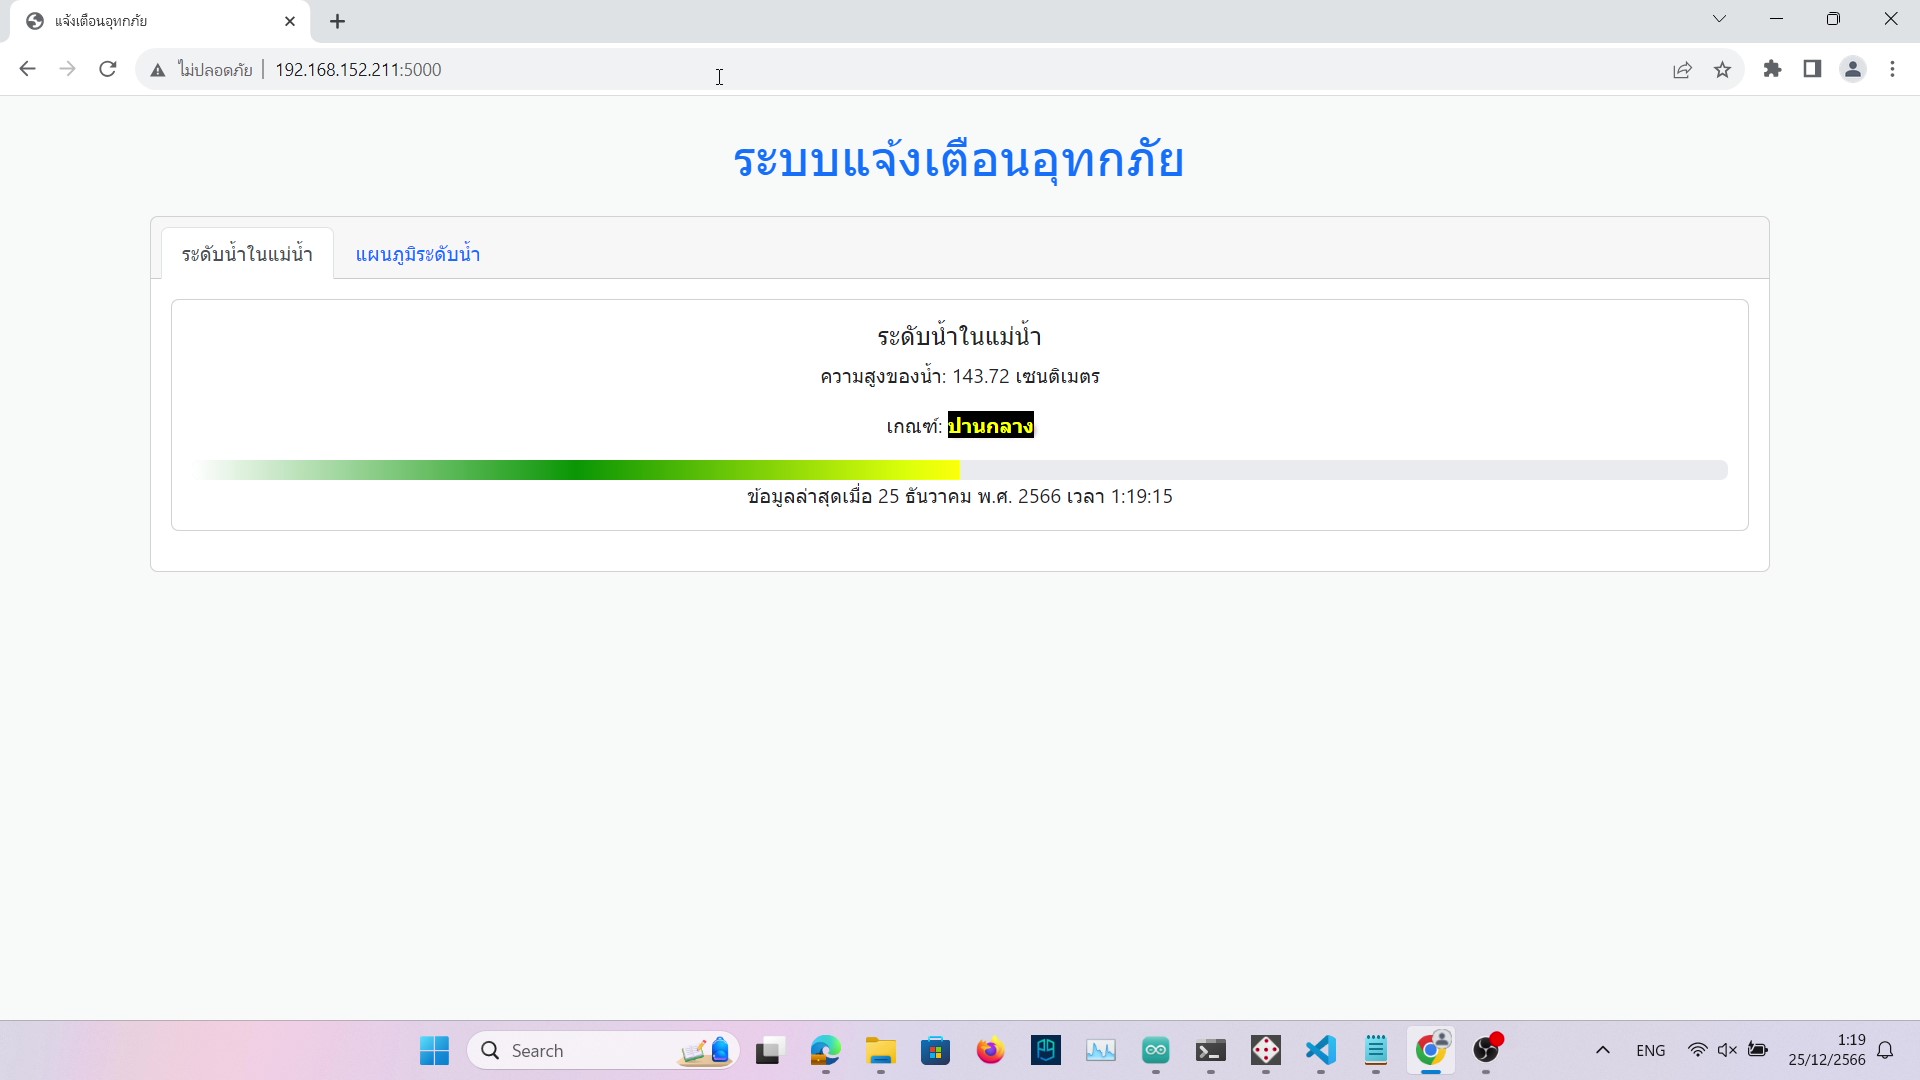 แจ้งเตือนอุทกภัย
ไม่ปลอดภัย
192.168.152.211:5000
ระบบแจ้งเตือนอุทกภัย
ระดับน้ำในแม่น้ำ
แผนภูมิระดับน้ำ
ระดับน้ำในแม่น้ำ
ความสูงของน้ำ: 143.72 เซนติเมตร
เกณฑ์: ปานกลาง
ข้อมูลล่าสุดเมื่อ 25 ธันวาคม พ.ศ. 2566 เวลา 1:19:15
Search
ENG
1:19
25/12/2566